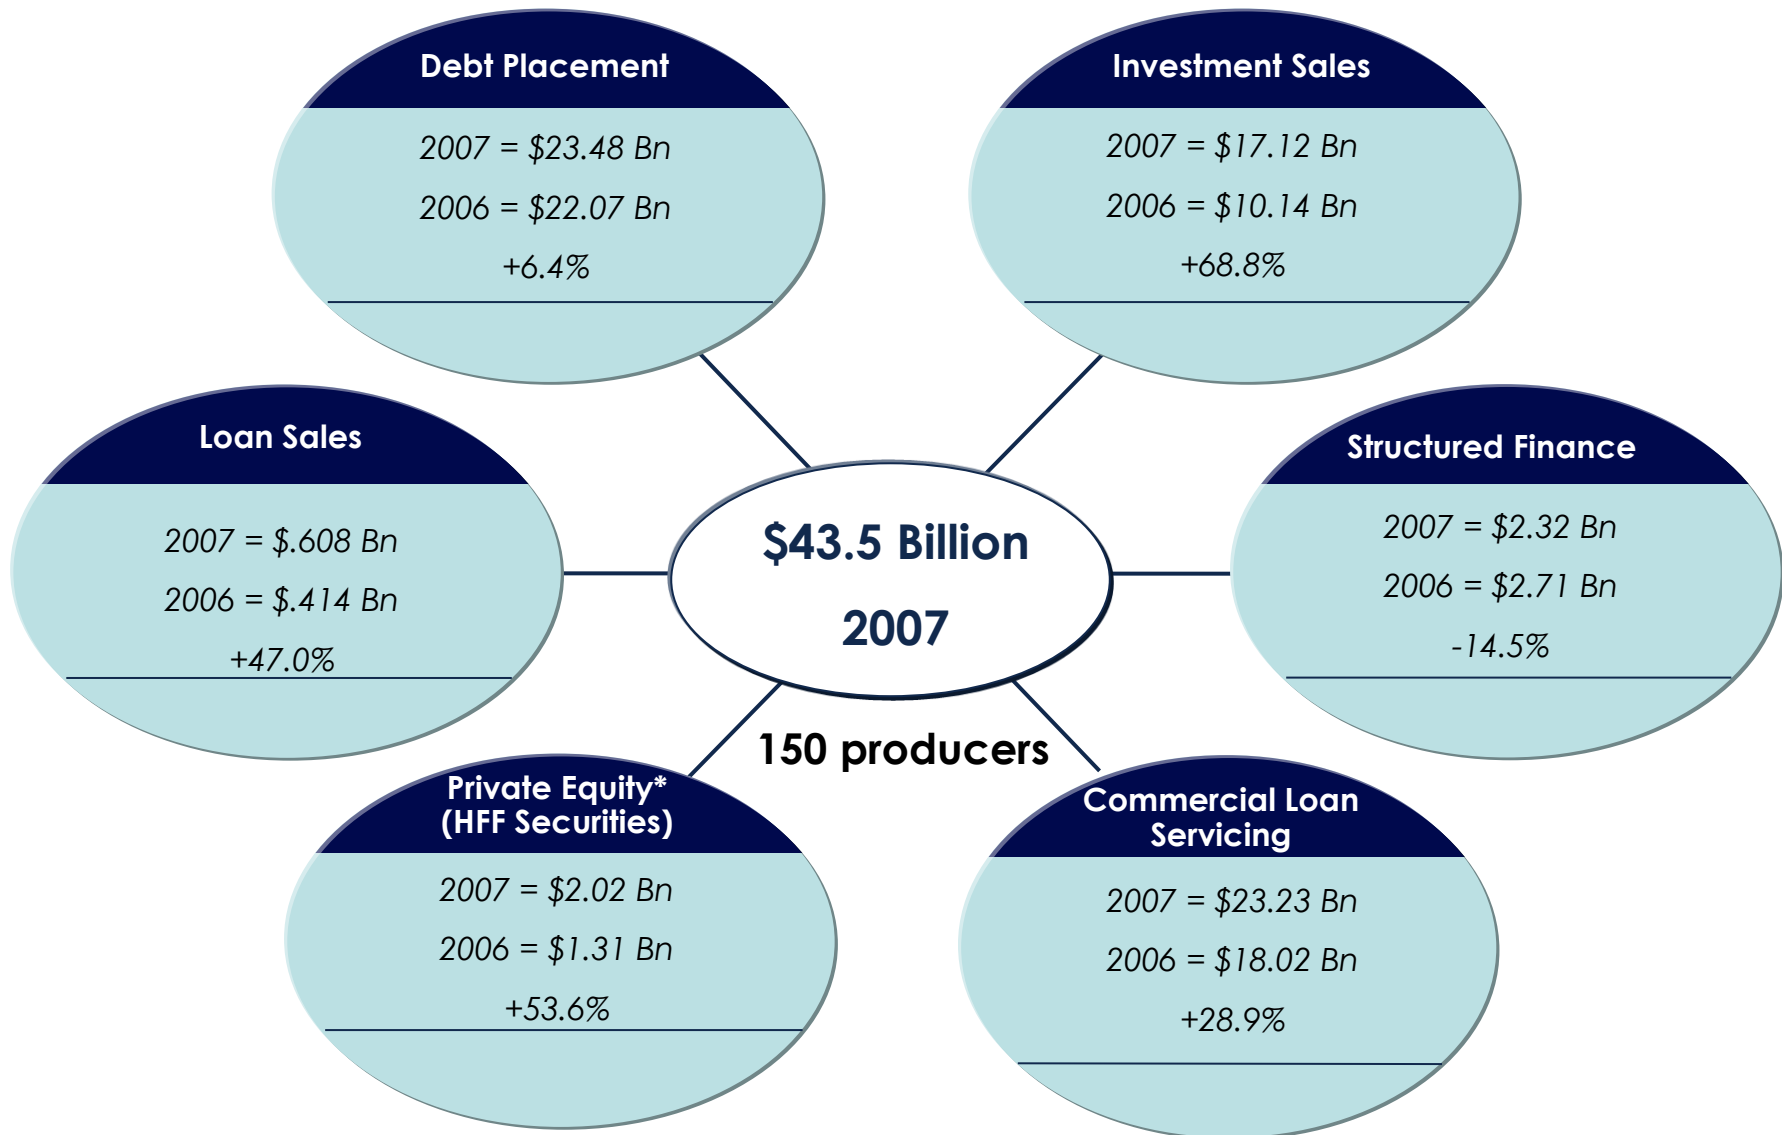 Debt Placement
2007 = $23.48 Bn
2006 = $22.07 Bn
+6.4%
Investment Sales
2007 = $17.12 Bn
2006 = $10.14 Bn
+68.8%
Loan Sales
2007 = $.608 Bn
2006 = $.414 Bn
+47.0%
$43.5 Billion
2007
150 producers
Structured Finance
2007 = $2.32 Bn
2006 = $2.71 Bn
-14.5%
Private Equity*
(HFF Securities)
2007 = $2.02 Bn
2006 = $1.31 Bn
+53.6%
Commercial Loan
Servicing
2007 = $23.23 Bn
2006 = $18.02 Bn
+28.9%